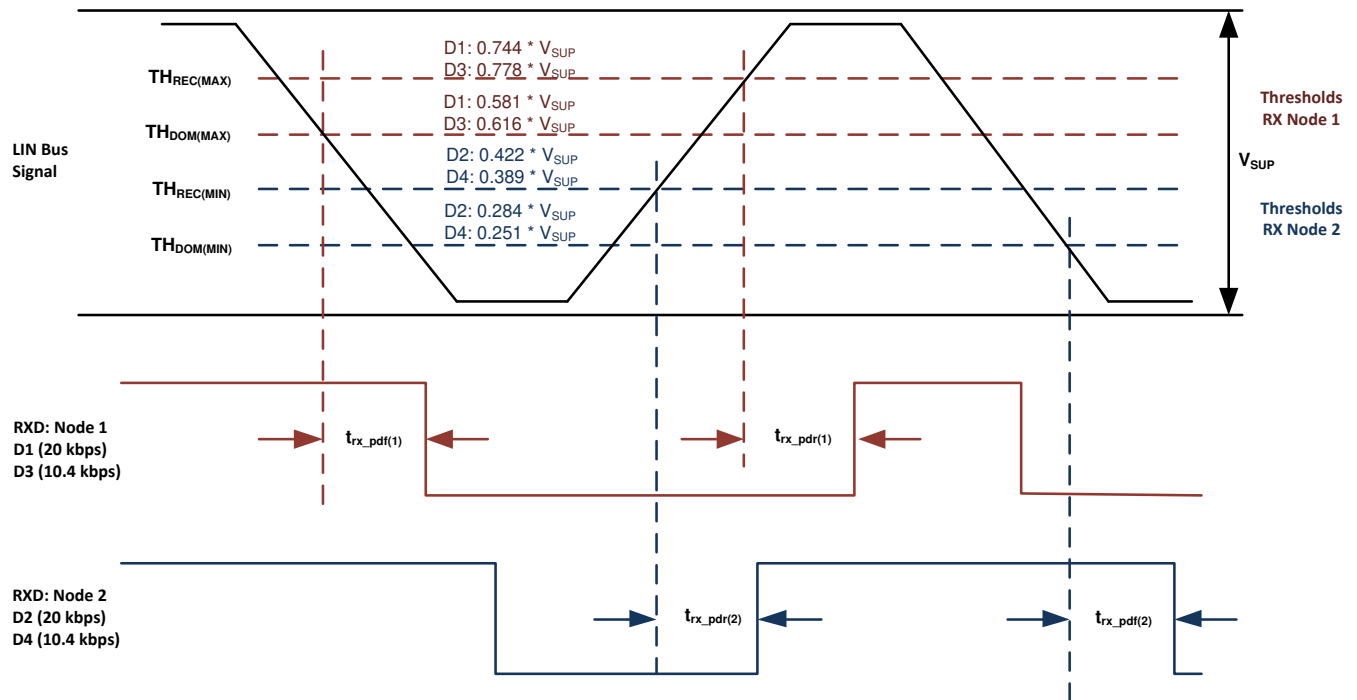 D1: 0.744 * VSUP
THREC(MAX)
D3: 0.778 * VSUP
D1: 0.581 * VSUP
Thresholds
RX Node 1
THDOM(MAX)
D3: 0.616 * VSUP
LIN Bus
Signal
D2: 0.422 * VSUP
VSUP
THREC(MIN)
D4: 0.389 * VSUP
D2: 0.284 * VSUP
Thresholds
RX Node 2
THDOM(MIN)
D4: 0.251 * VSUP
RXD: Node 1
D1 (20 kbps)
D3 (10.4 kbps)
trx_pdf(1)
trx_pdr(1)
RXD: Node 2
D2 (20 kbps)
D4 (10.4 kbps)
trx_pdr(2)
trx_pdf(2)